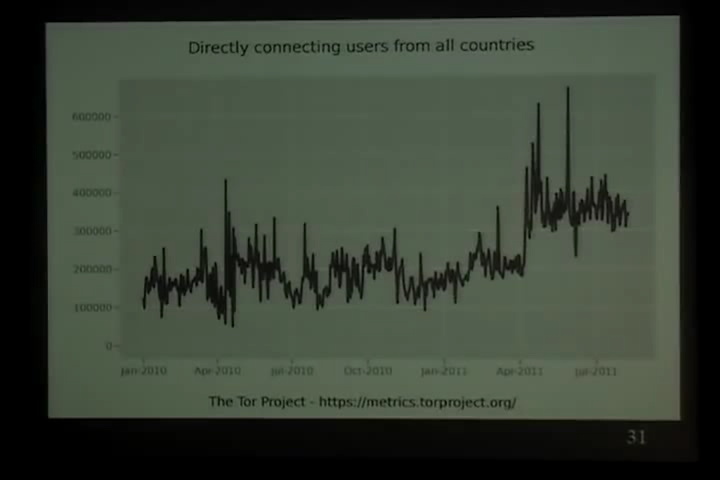 Directly connecting users from all countries
600000
500000
400000
300000
200000
100000
0
Jan-2010
Apr-2010
Jul-2010
Oct-2010
Jan-2011
Apr-2011
Jul-2011
The Tor Project - https://metrics.torproject.org/
31